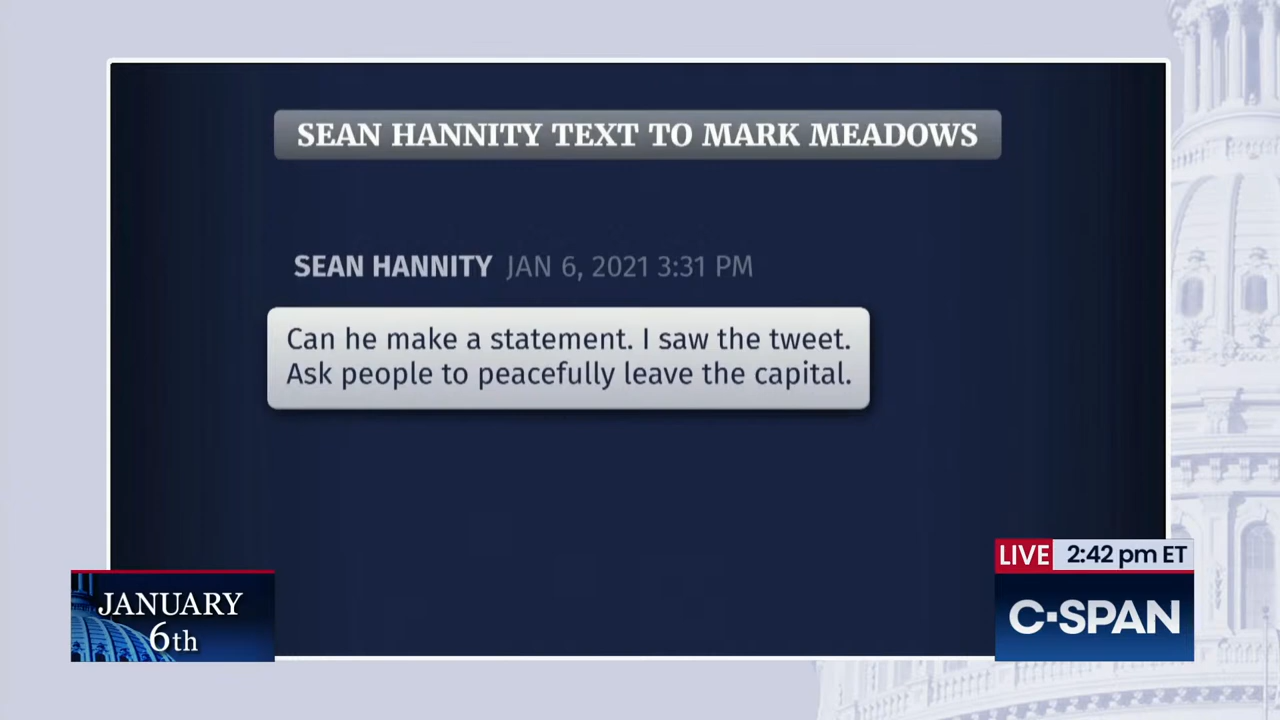 SEAN HANNITY TEXT TO MARK MEADOWS
SEAN HANNITY JAN 6, 2021 3:31 PM
Can he make a statement. I saw the tweet.
Ask people to peacefully leave the capital.
JANUARY
6th
LIVE 2:42 pm ET
C-SPAN